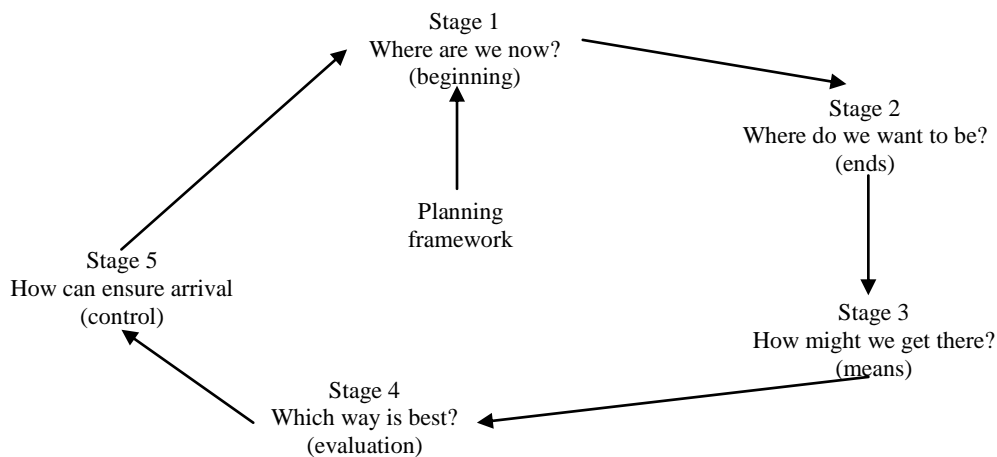 Stage 1
Where are we now?
(beginning)
Stage 2
Where do we want to be?
(ends)
Planning
framework
Stage 5
How can ensure arrival
(control)
Stage 3
How might we get there?
(means)
Stage 4
Which way is best?
(evaluation)